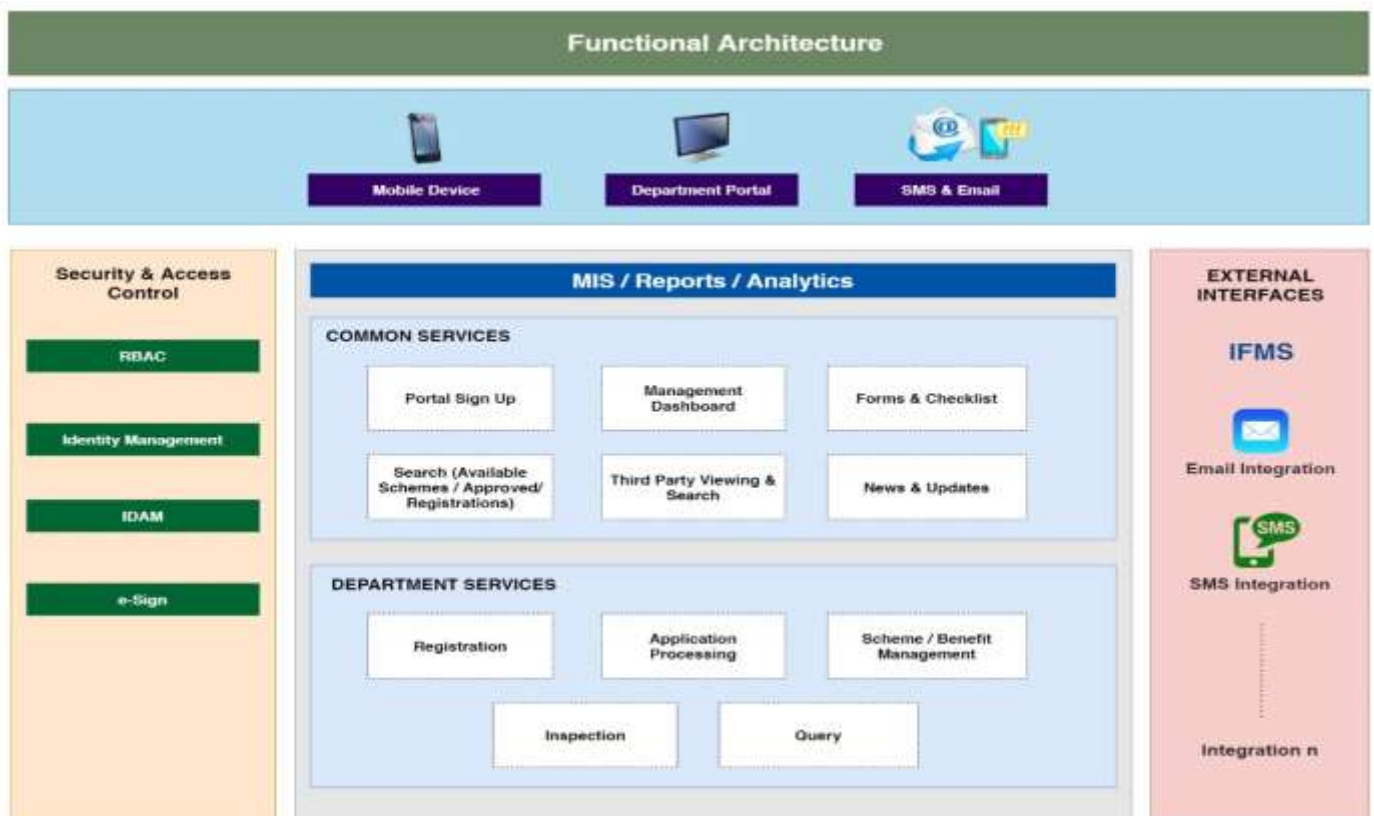 Functional Architecture
@
Mobile Device
Department Portal
SMS & Email
Security & Access
Control
RBAC
Identity Management
IDAM
e-Sign
MIS / Reports / Analytics
COMMON SERVICES
Portal Sign Up
Management
Dashboard
Forms & Checklist
Search (Available
Schemes / Approved/
Registrations)
Third Party Viewing &
Search
News & Updates
DEPARTMENT SERVICES
Registration
Application
Processing
Scheme / Benefit
Management
Inspection
Query
EXTERNAL
INTERFACES
IFMS
Email Integration
SMS
SMS Integration
Integration n